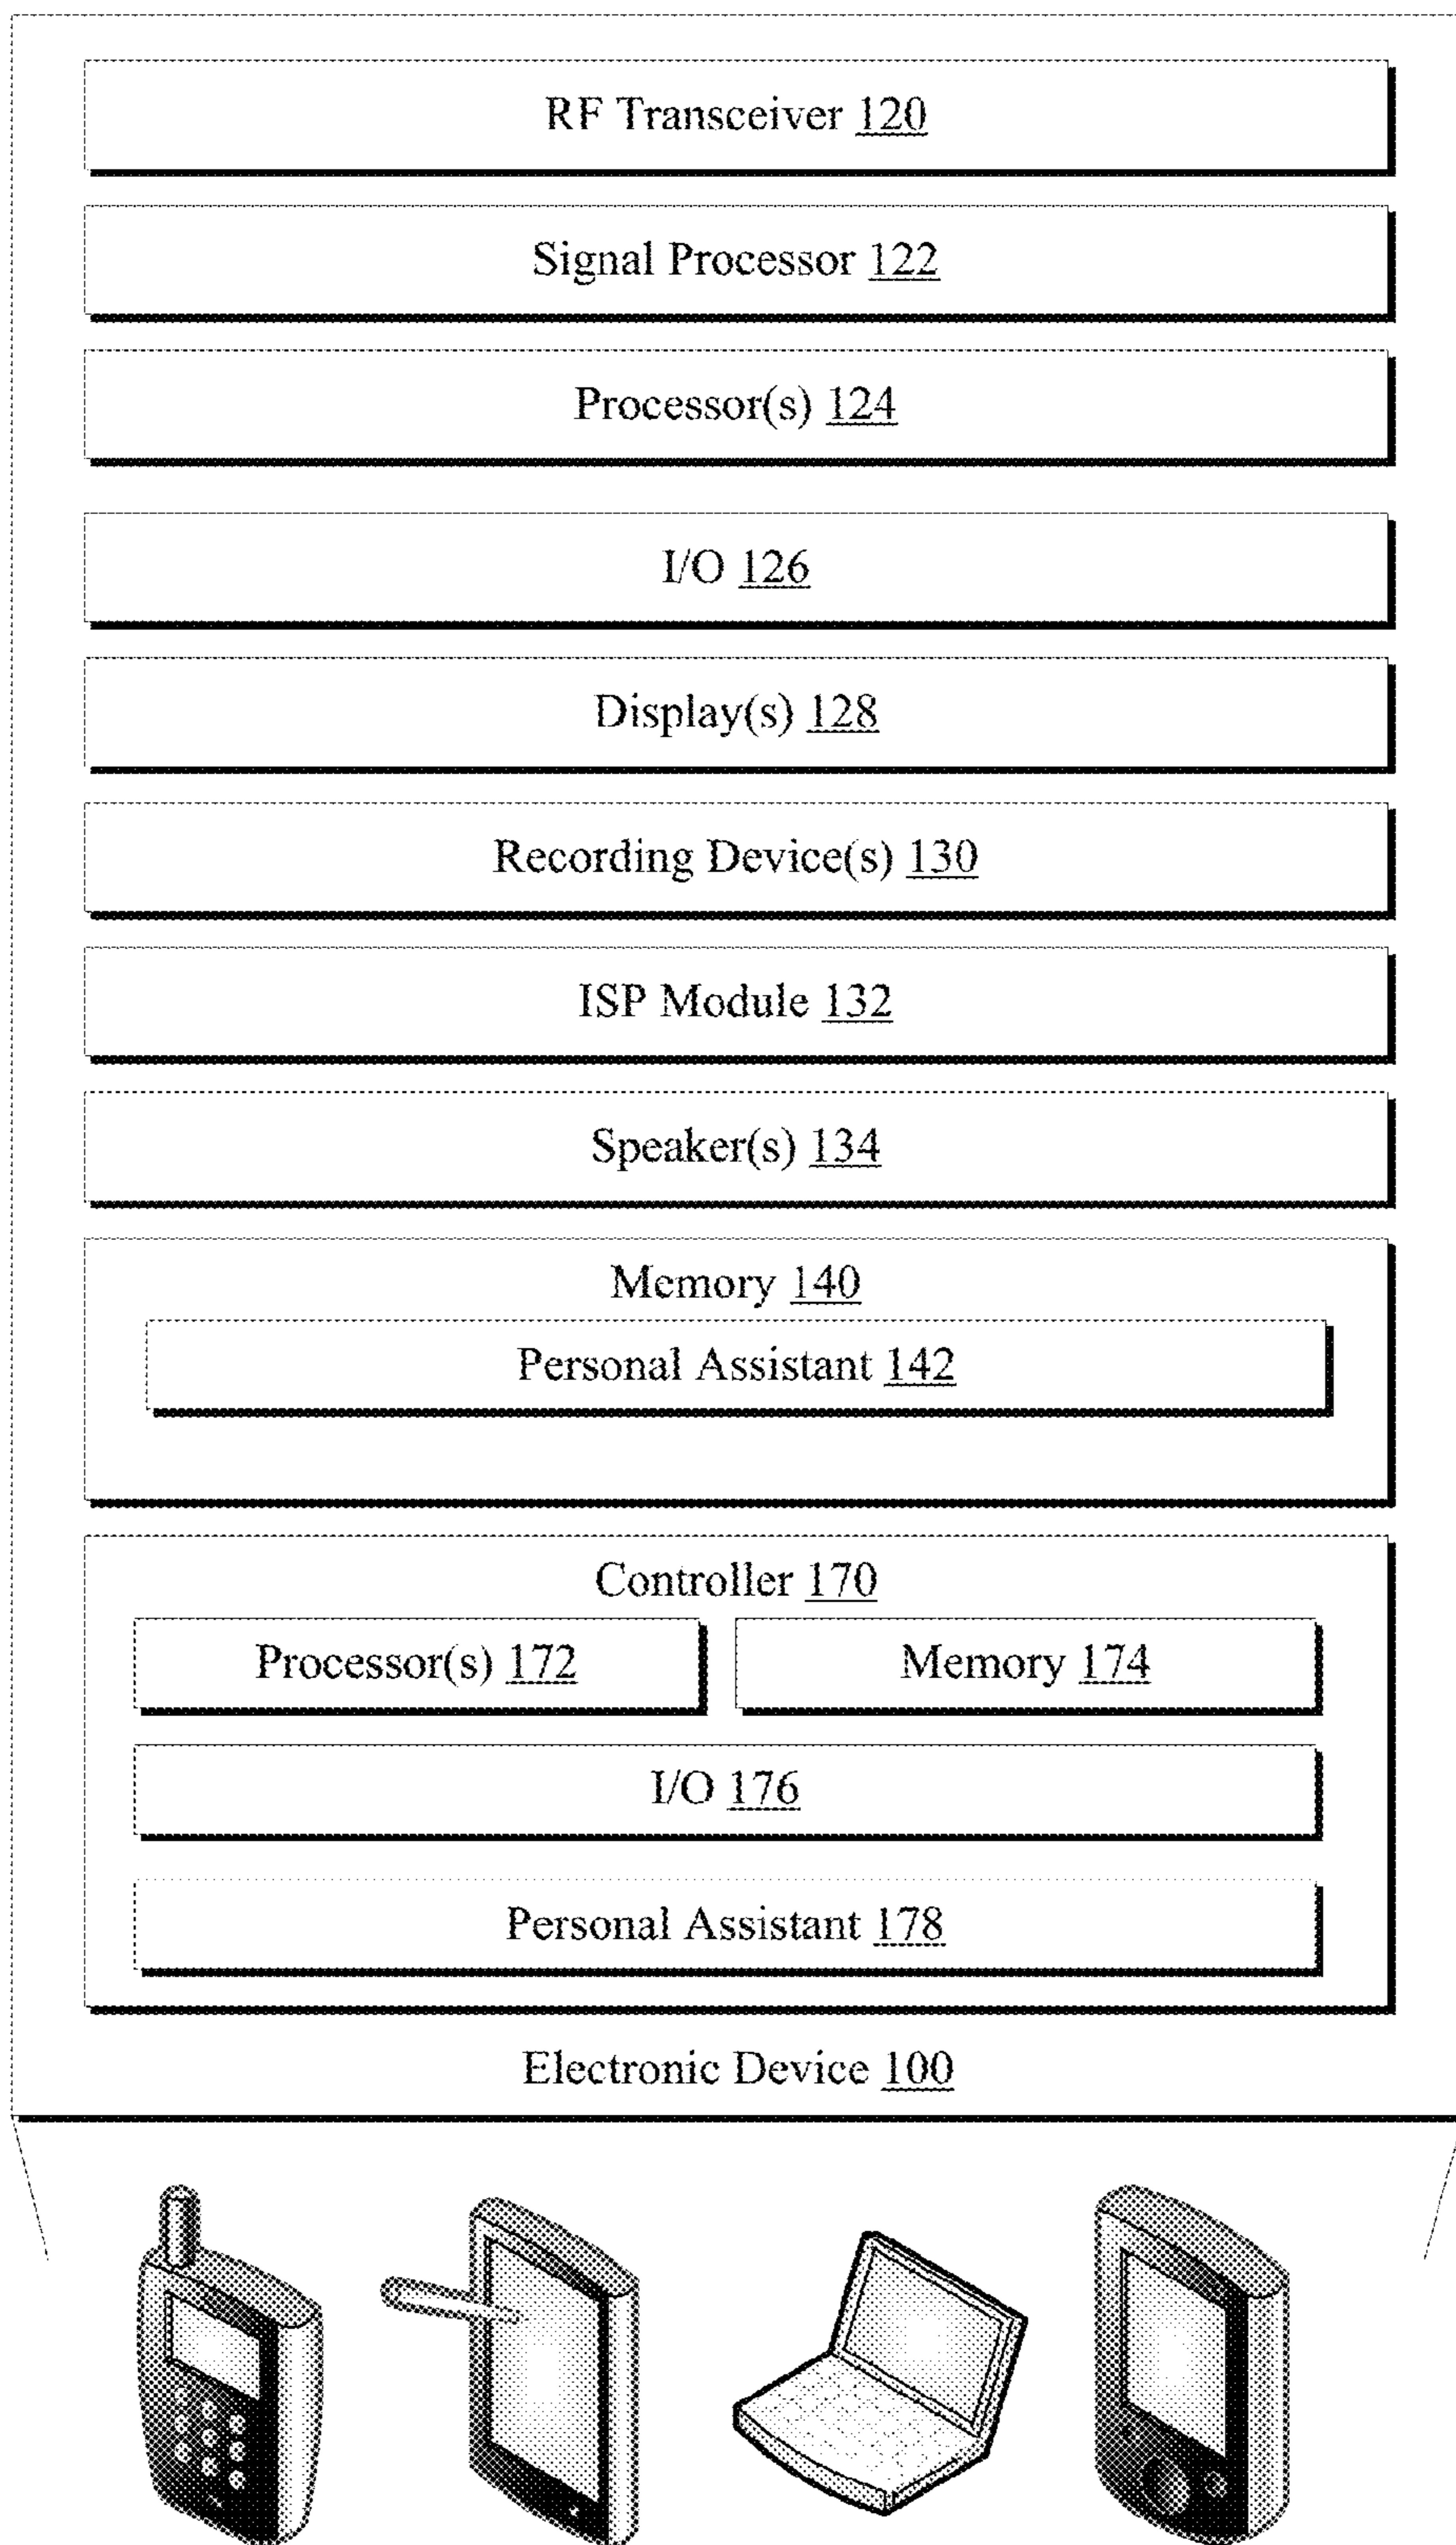 RF Transceiver 120
Signal Processor 122
Processor(s) 124
I/O 126
Display(s) 128
Recording Device(s) 130
ISP Module 132
Speaker(s) 134
Memory 140
Personal Assistant 142
Controller 170
Processor(s) 172
Memory 174
I/O 176
Personal Assistant 178
Electronic Device 100